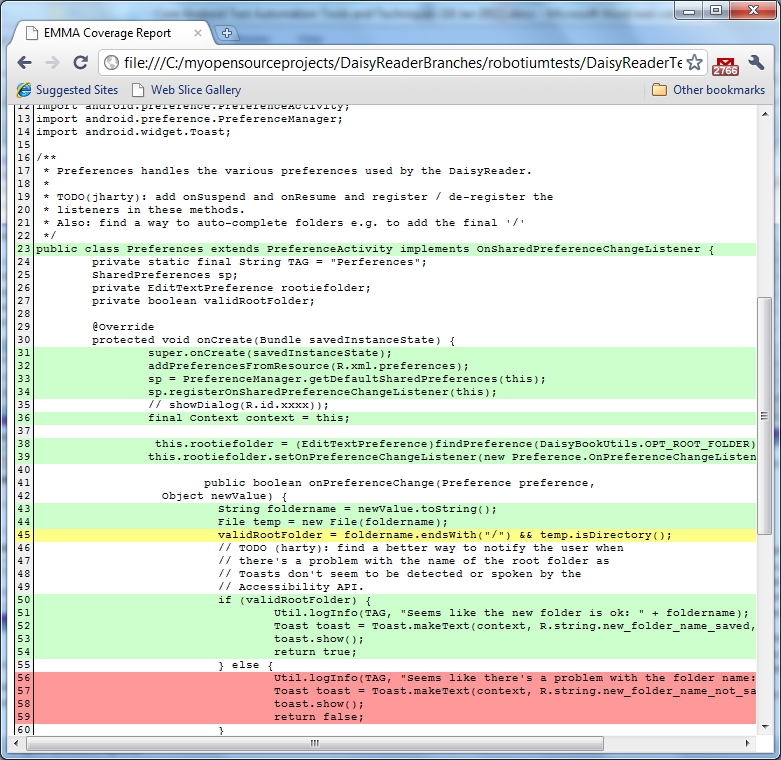 EMMA Coverage Report
file:///C:/myopensourceprojects/DaisyReaderBranches/robotiumtests/DaisyReaderTe
2766
Suggested Sites Web Slice Gallery Other bookmarks
12 import android.preference.PreferenceActivity;
13 import android.preference.PreferenceManager;
14 import android.widget.Toast;
15
16 /**
17 * Preferences handles the various preferences used by the DaisyReader.
18 *
19 * TODO(jharty): add onSuspend and onResume and register / de-register the
20 * listeners in these methods.
21 * Also: find a way to auto-complete folders e.g. to add the final '/'
22 */
23 public class Preferences extends PreferenceActivity implements OnSharedPreferenceChangeListener {
24 private static final String TAG = "Perferences";
25 SharedPreferences sp;
26 private EditTextPreference rootiefolder;
27 private boolean validRootFolder;
28
29 @Override
30 protected void onCreate(Bundle savedInstanceState) {
31 super.onCreate(savedInstanceState);
32 addPreferencesFromResource(R.xml.preferences);
33 sp = PreferenceManager.getDefaultSharedPreferences(this);
34 sp.registerOnSharedPreferenceChangeListener(this);
35 // showDialog(R.id.xxxx));
36 final Context context = this;
37
38 this.rootiefolder = (EditTextPreference)findPreference(DaisyBookUtils.OPT_ROOT_FOLDER)
39 this.rootiefolder.setOnPreferenceChangeListener(new Preference.OnPreferenceChangeListen
40
41 public boolean onPreferenceChange(Preference preference,
42 Object newValue) {
43 String foldername = newValue.toString();
44 File temp = new File(foldername);
45 validRootFolder = foldername.endsWith("/") && temp.isDirectory();
46 // TODO (harty): find a better way to notify the user when
47 // there's a problem with the name of the root folder as
48 // Toasts don't seem to be detected or spoken by the
49 // Accessibility API.
50 if (validRootFolder) {
51 Util.logInfo(TAG, "Seems like the new folder is ok: " + foldername);
52 Toast toast = Toast.makeText(context, R.string.new_folder_name_saved,
53 toast.show();
54 return true;
55 } else {
56 Util.logInfo(TAG, "Seems like there's a problem with the folder name:
57 Toast toast = Toast.makeText(context, R.string.new_folder_name_not_sa
58 toast.show();
59 return false;
60 }